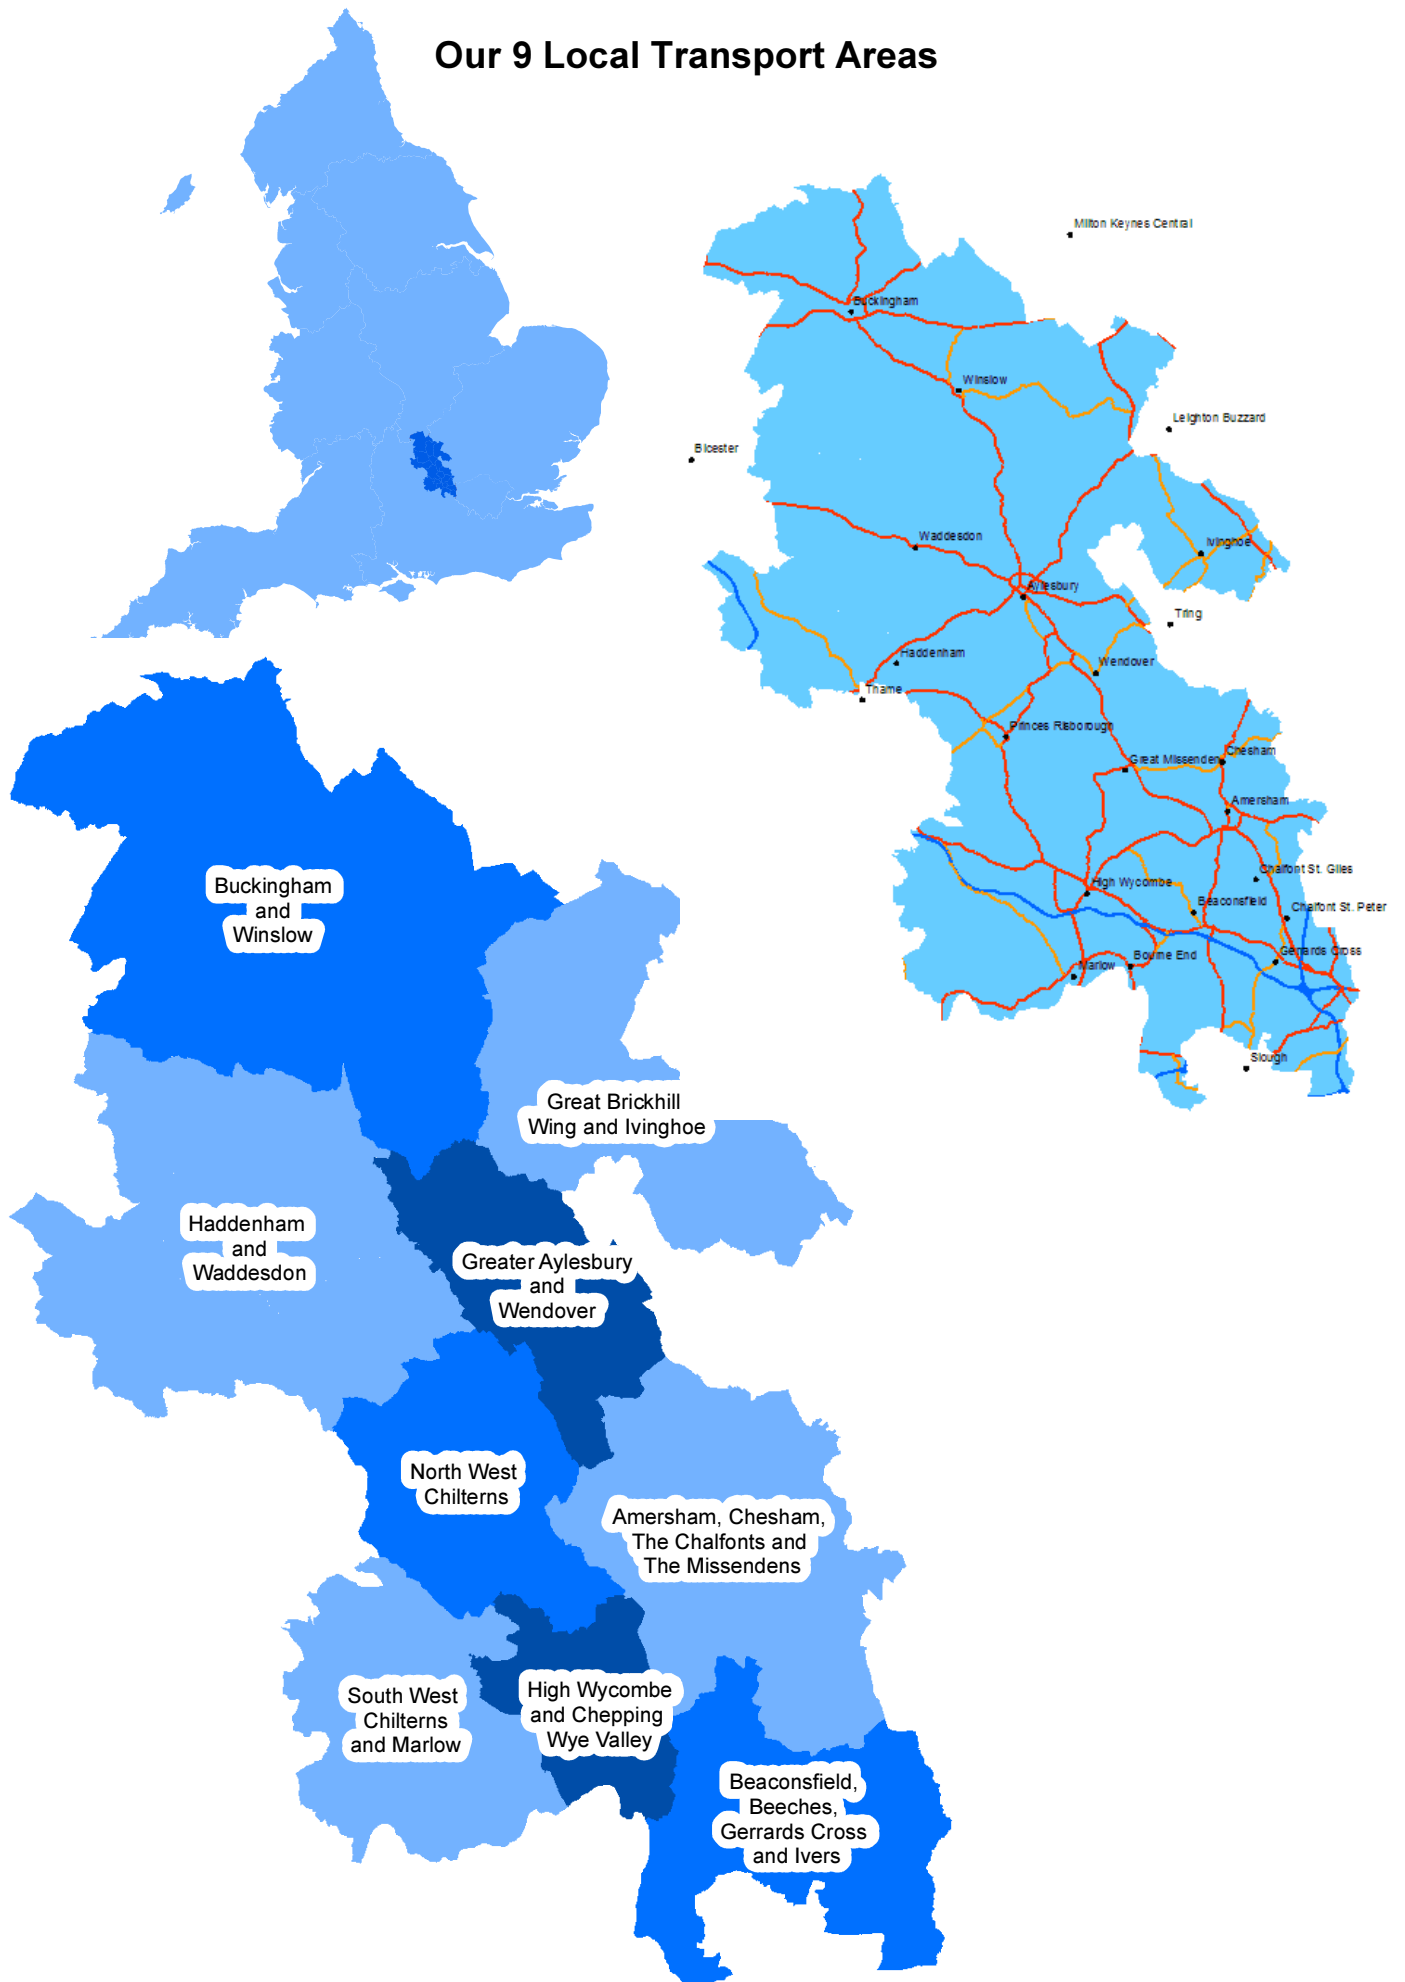 Our 9 Local Transport Areas
Milton Keynes Central
Buckingham
Winslow
Leighton Buzzard
Bicester
Waddesdon
Ivinghoe
Aylesbury
Tring
Haddenham
Wendover
Thame
Princes Risborough
Great Missenden
Chesham
Amersham
Chalfont St. Giles
High Wycombe
Beaconsfield
Chalfont St. Peter
Gerrards Cross
Bourne End
Marlow
Slough
Buckingham
and
Winslow
Great Brickhill
Wing and Ivinghoe
Haddenham
and
Waddesdon
Greater Aylesbury
and
Wendover
North West
Chilterns
Amersham, Chesham,
The Chalfonts and
The Missendens
South West
Chilterns
and Marlow
High Wycombe
and Chepping
Wye Valley
Beaconsfield,
Beeches,
Gerrards Cross
and Ivers